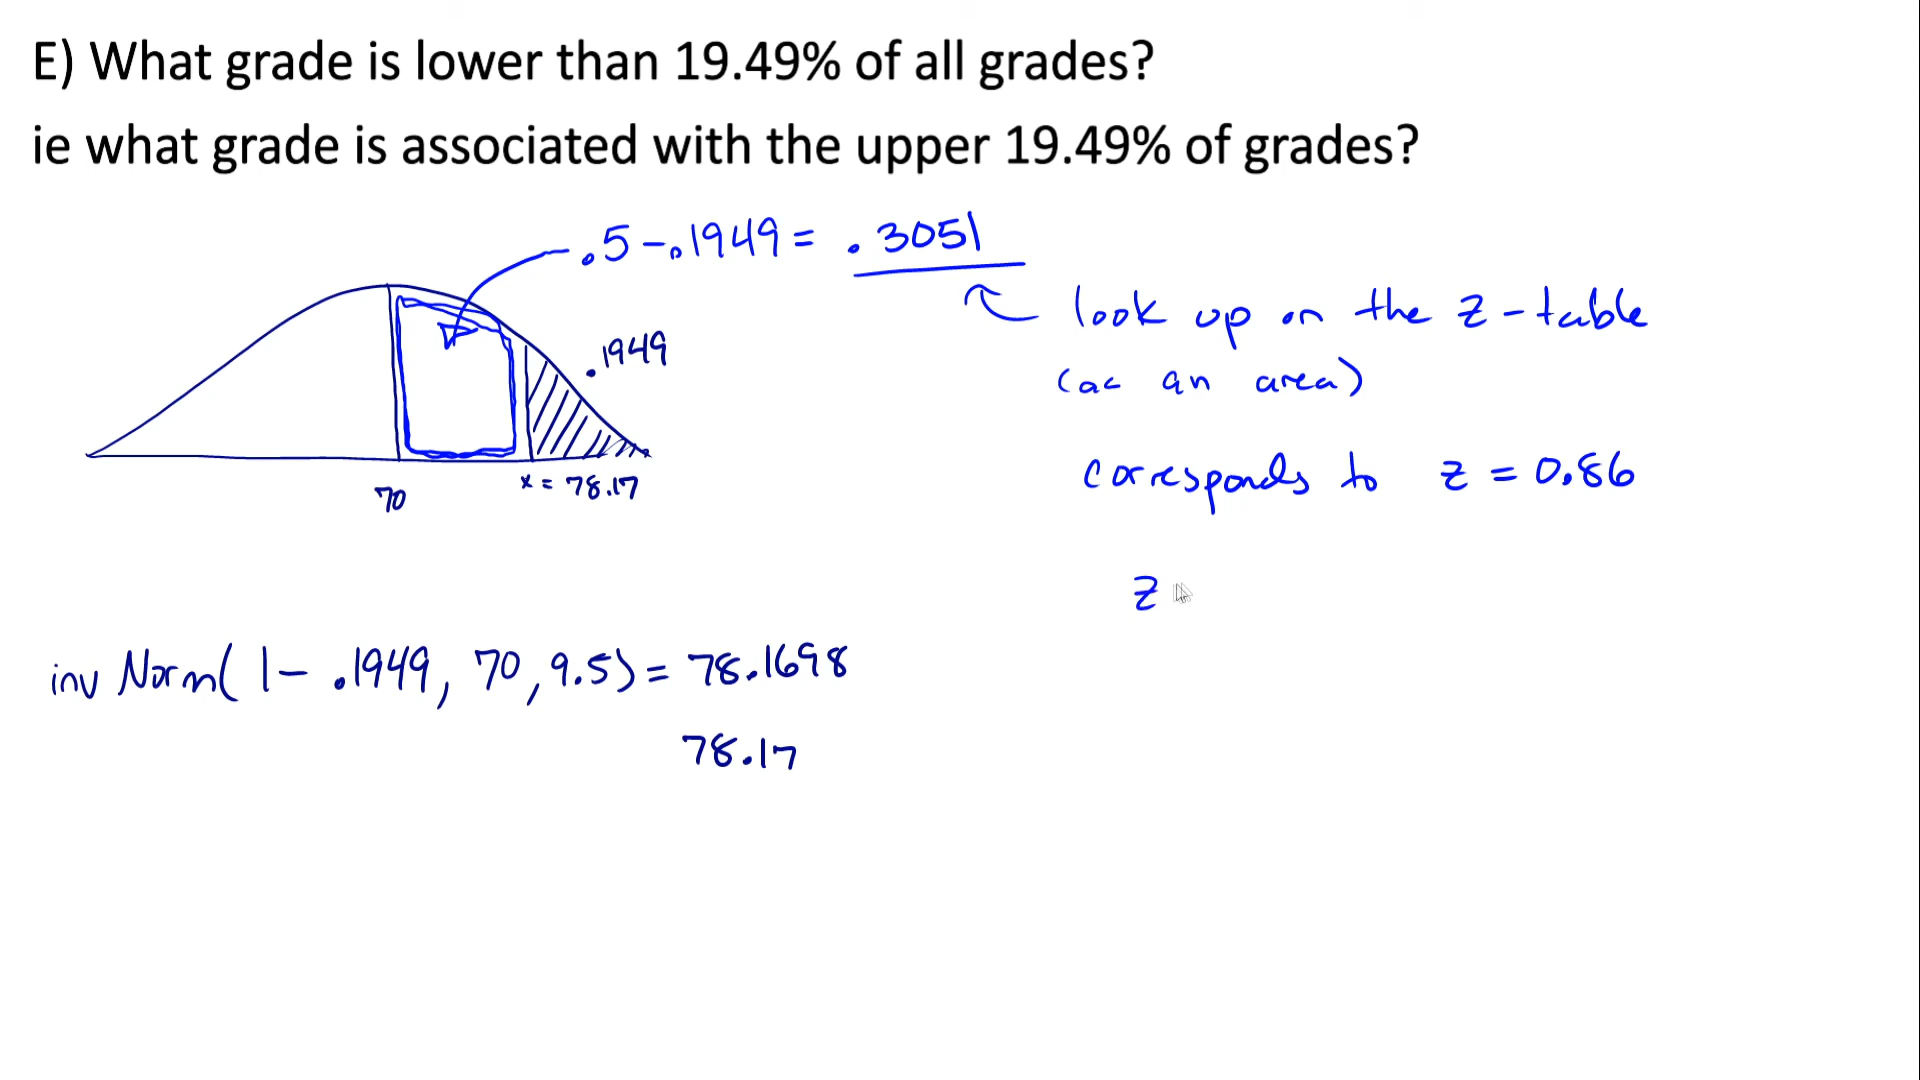 E) What grade is lower than 19.49% of all grades?
ie what grade is associated with the upper 19.49% of grades?
.5-.1949= .3051
look up on the z-table
(as an area)
.1949
corresponds to z = 0.86
70
x = 78.17
z
inv Norm( 1- .1949, 70, 9.5) = 78.1698
78.17